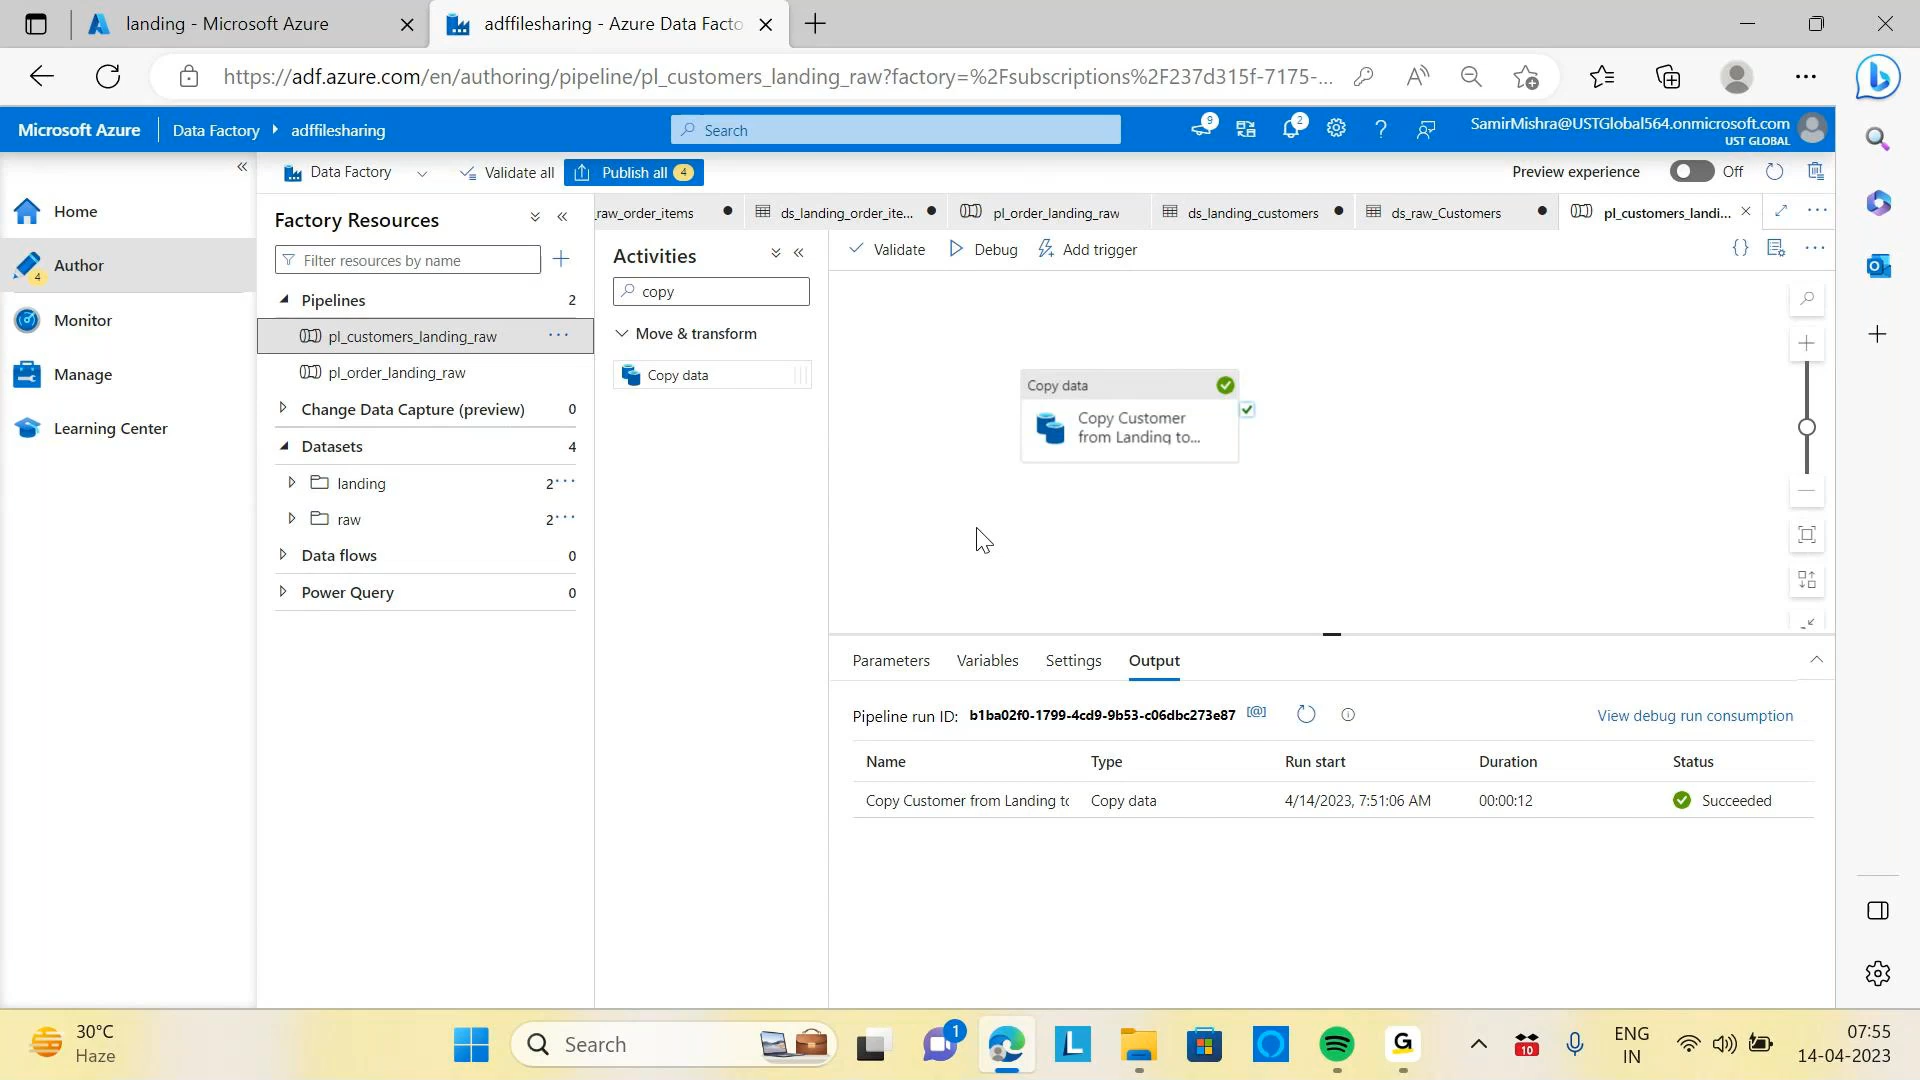 landing - Microsoft Azure
adffilesharing - Azure Data Facto
https://adf.azure.com/en/authoring/pipeline/pl_customers_landing_raw?factory=%2Fsubscriptions%2F237d315f-7175-...
Microsoft Azure
Data Factory
adffilesharing
Search
9
2
SamirMishra@USTGlobal564.onmicrosoft.com
UST GLOBAL
Home
Author
4
Monitor
Manage
Learning Center
Data Factory
Validate all
Publish all 4
Preview experience
Off
Factory Resources
Filter resources by name
Pipelines 2
pl_customers_landing_raw
pl_order_landing_raw
Change Data Capture (preview) 0
Datasets 4
landing 2
raw 2
Data flows 0
Power Query 0
_raw_order_items
ds_landing_order_ite...
pl_order_landing_raw
ds_landing_customers
ds_raw_Customers
pl_customers_landi...
Activities
copy
Move & transform
Copy data
Validate
Debug
Add trigger
Copy data
Copy Customer
from Landing to...
Parameters
Variables
Settings
Output
Pipeline run ID: b1ba02f0-1799-4cd9-9b53-c06dbc273e87
View debug run consumption
Name Type Run start Duration Status
Copy Customer from Landing to Copy data 4/14/2023, 7:51:06 AM 00:00:12 Succeeded
30°C
Haze
Search
1
L
G
10
ENG
IN
07:55
14-04-2023